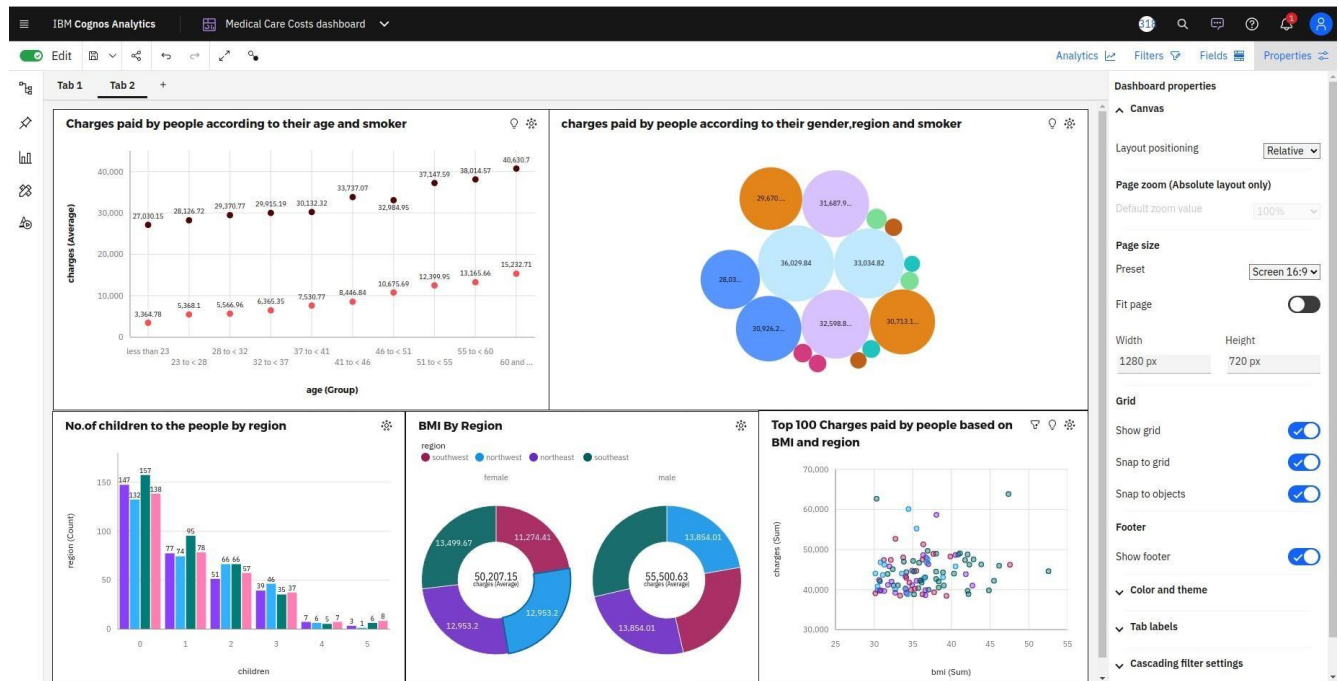 IBM Cognos Analytics
Medical Care Costs dashboard
318
1
Edit
Analytics
Filters
Fields
Properties
Tab 1
Tab 2
+
Charges paid by people according to their age and smoker
charges (Average)
40,000
30,000
20,000
10,000
0
27,030.15
28,126.72
29,370.77
29,915.19
30,132.32
33,737.07
32,984.95
37,147.59
38,014.57
40,630.7
3,364.78
5,368.1
5,566.96
6,365.35
7,530.77
8,446.84
10,675.69
12,399.95
13,165.66
15,232.71
less than 23
23 to < 28
28 to < 32
32 to < 37
37 to < 41
41 to < 46
46 to < 51
51 to < 55
55 to < 60
60 and ...
age (Group)
charges paid by people according to their gender,region and smoker
29,670....
31,687.9...
36,029.84
33,034.82
28,03...
30,926.2...
32,598.8...
30,713.1...
No.of children to the people by region
region (Count)
150
100
50
0
147
132
157
138
77
74
95
78
51
66
66
57
39
46
35
37
7
6
5
7
3
1
6
8
0
1
2
3
4
5
children
BMI By Region
region
southwest
northwest
northeast
southeast
female
male
13,499.67
11,274.41
50,207.15
charges (Average)
12,953.2
12,953.2
13,854.01
55,500.63
charges (Average)
13,854.01
Top 100 Charges paid by people based on
BMI and region
charges (Sum)
70,000
60,000
50,000
40,000
30,000
25
30
35
40
45
50
55
bmi (Sum)
Dashboard properties
Canvas
Layout positioning
Relative
Page zoom (Absolute layout only)
Default zoom value
100%
Page size
Preset
Screen 16:9
Fit page
Width
Height
1280 px
720 px
Grid
Show grid
Snap to grid
Snap to objects
Footer
Show footer
Color and theme
Tab labels
Cascading filter settings